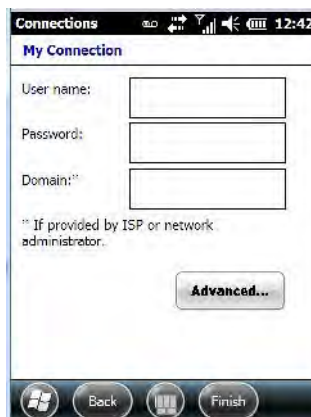 Connections 12:42
My Connection
User name:
Password:
Domain:*
* If provided by ISP or network
administrator.
Advanced...
Back Finish